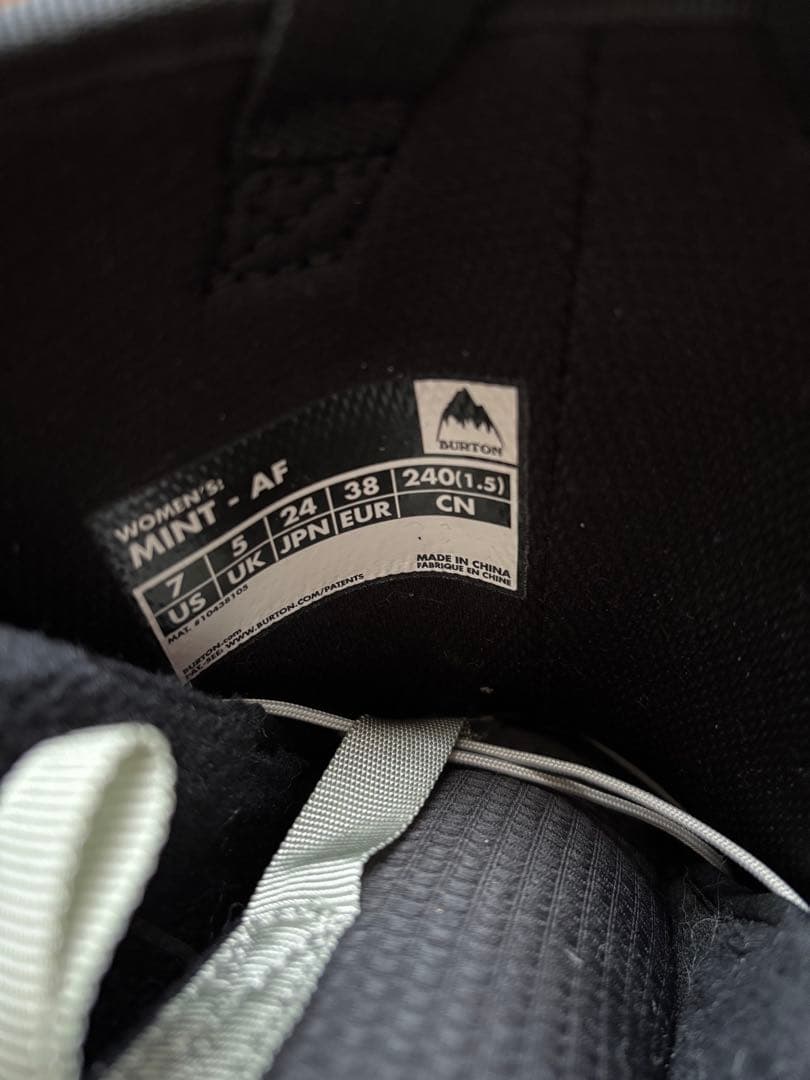 BURTON
WOMEN'S:
MINT - AF
7 5 24 38 240(1.5)
US UK JPN EUR CN
MAT. #10438105
MADE IN CHINA
FABRIQUE EN CHINE
BURTON.com
PAT. SEE: WWW.BURTON.COM/PATENTS